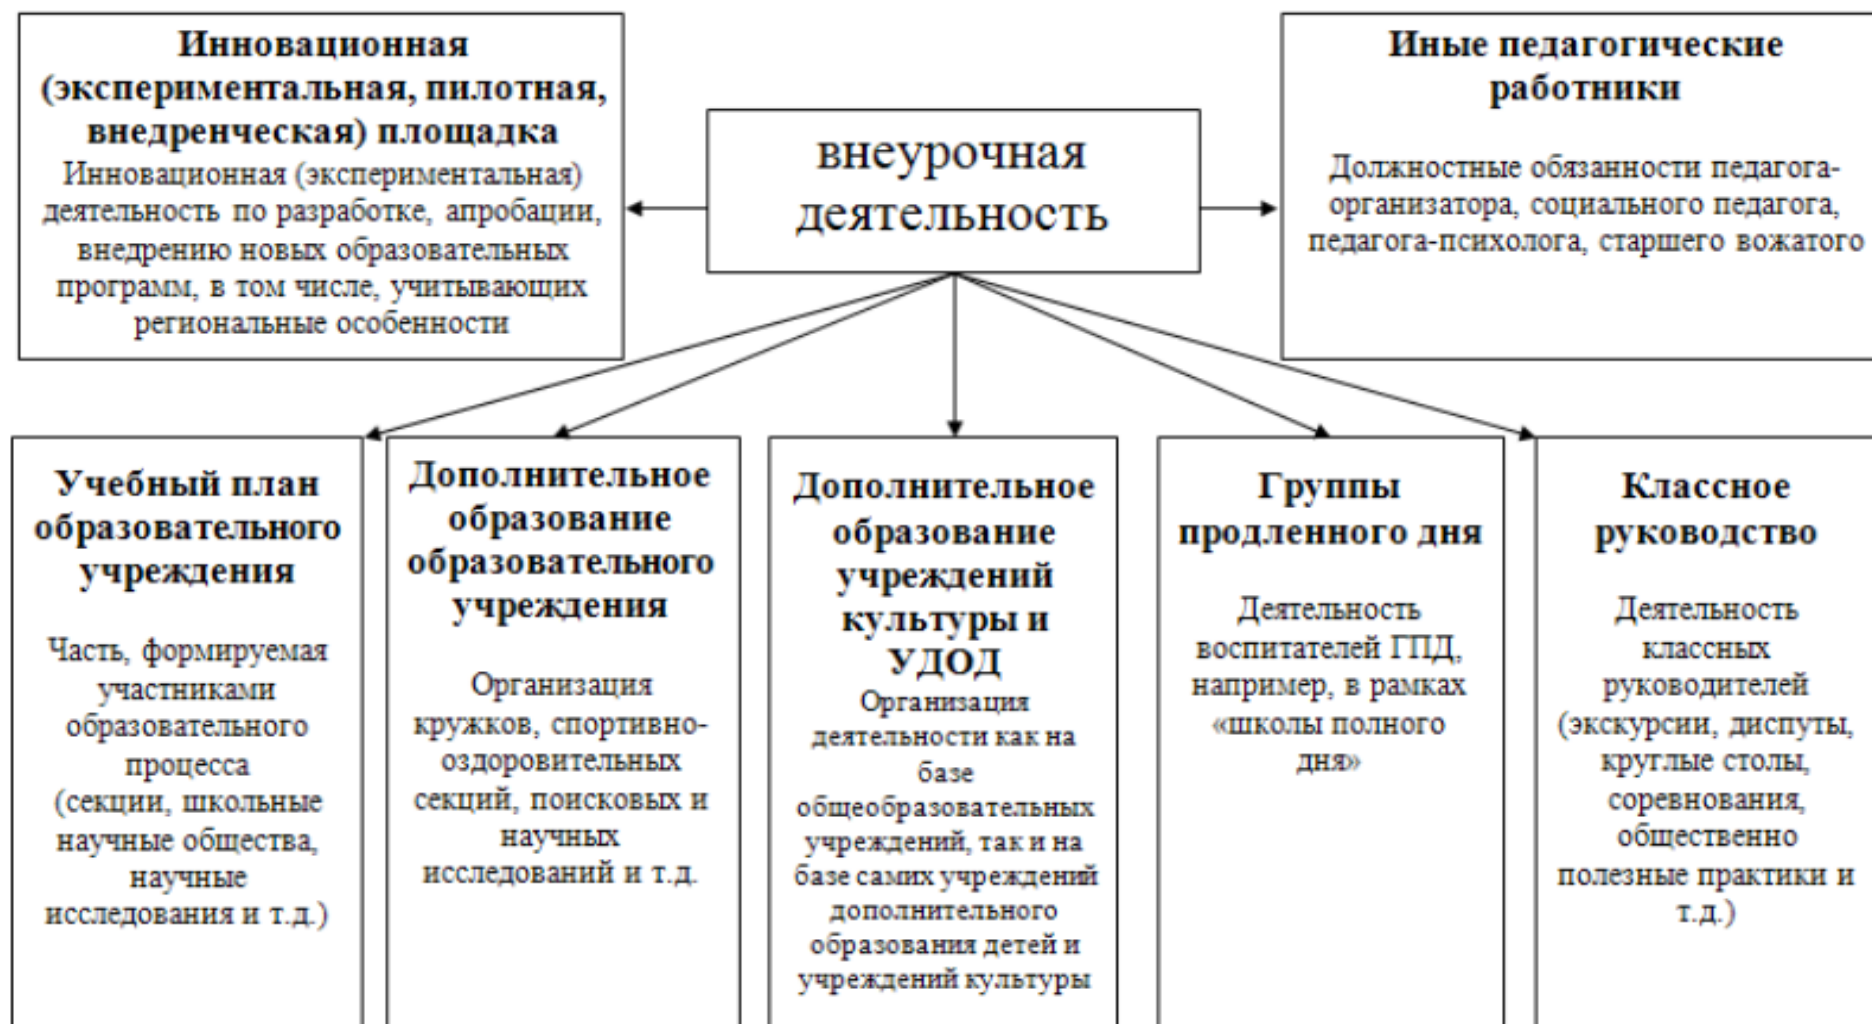 Инновационная
(экспериментальная, пилотная,
внедренческая) площадка
Инновационная (экспериментальная)
деятельность по разработке, апробации,
внедрению новых образовательных
программ, в том числе, учитывающих
региональные особенности
внеурочная
деятельность
Иные педагогические
работники
Должностные обязанности педагога-
организатора, социального педагога,
педагога-психолога, старшего вожатого
Учебный план
образовательного
учреждения
Часть, формируемая
участниками
образовательного
процесса
(секции, школьные
научные общества,
научные
исследования и т.д.)
Дополнительное
образование
образовательного
учреждения
Организация
кружков, спортивно-
оздоровительных
секций, поисковых и
научных
исследований и т.д.
Дополнительное
образование
учреждений
культуры и
УДОД
Организация
деятельности как на
базе
общеобразовательных
учреждений, так и на
базе самих учреждений
дополнительного
образования детей и
учреждений культуры
Группы
продленного дня
Деятельность
воспитателей ГПД,
например, в рамках
«школы полного
дня»
Классное
руководство
Деятельность
классных
руководителей
(экскурсии, диспуты,
круглые столы,
соревнования,
общественно
полезные практики и
т.д.)